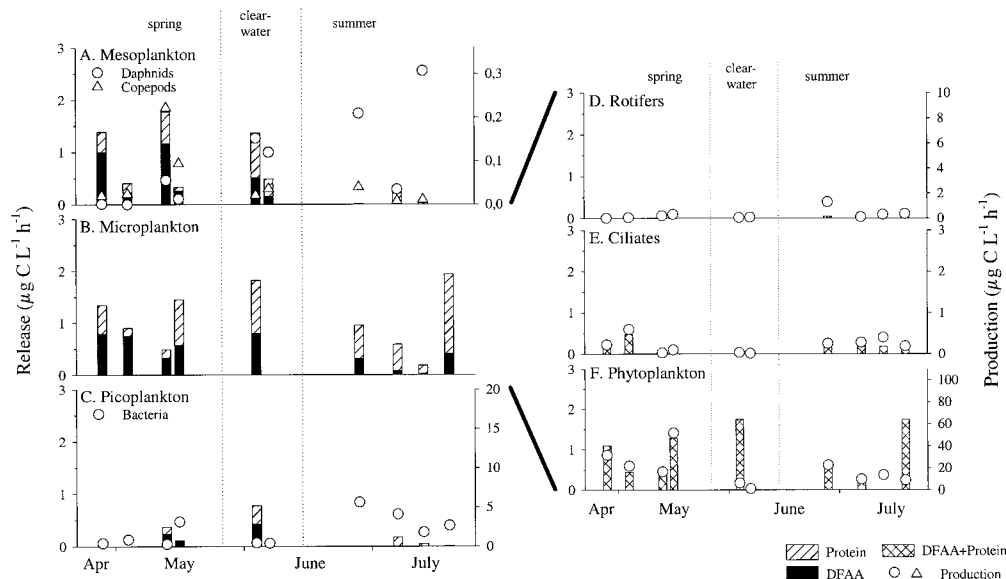 spring clear- water summer
A. Mesoplankton
Daphnids
Copepods
3
2
1
0
0,3
0,2
0,1
0,0
B. Microplankton
3
2
1
0
C. Picoplankton
Bacteria
3
2
1
0
20
15
10
5
0
Apr May June July
Release (µg C L⁻¹ h⁻¹)
spring clear- water summer
D. Rotifers
3
2
1
0
10
8
6
4
2
0
E. Ciliates
3
2
1
0
3
2
1
0
F. Phytoplankton
3
2
1
0
100
80
60
40
20
0
Apr May June July
Production (µg C L⁻¹ h⁻¹)
Protein DFAA+Protein
DFAA Production